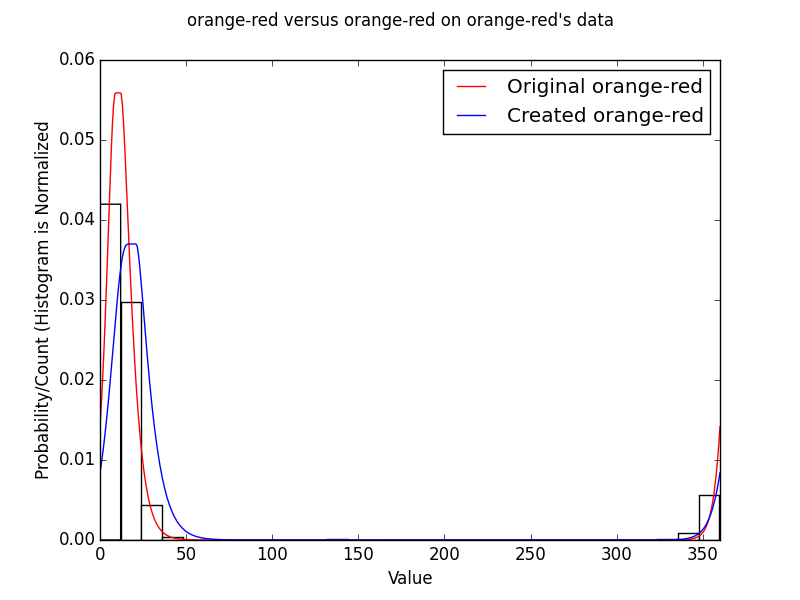 orange-red versus orange-red on orange-red's data
Original orange-red
Created orange-red
Probability/Count (Histogram is Normalized
0.06
0.05
0.04
0.03
0.02
0.01
0.00
0 50 100 150 200 250 300 350
Value